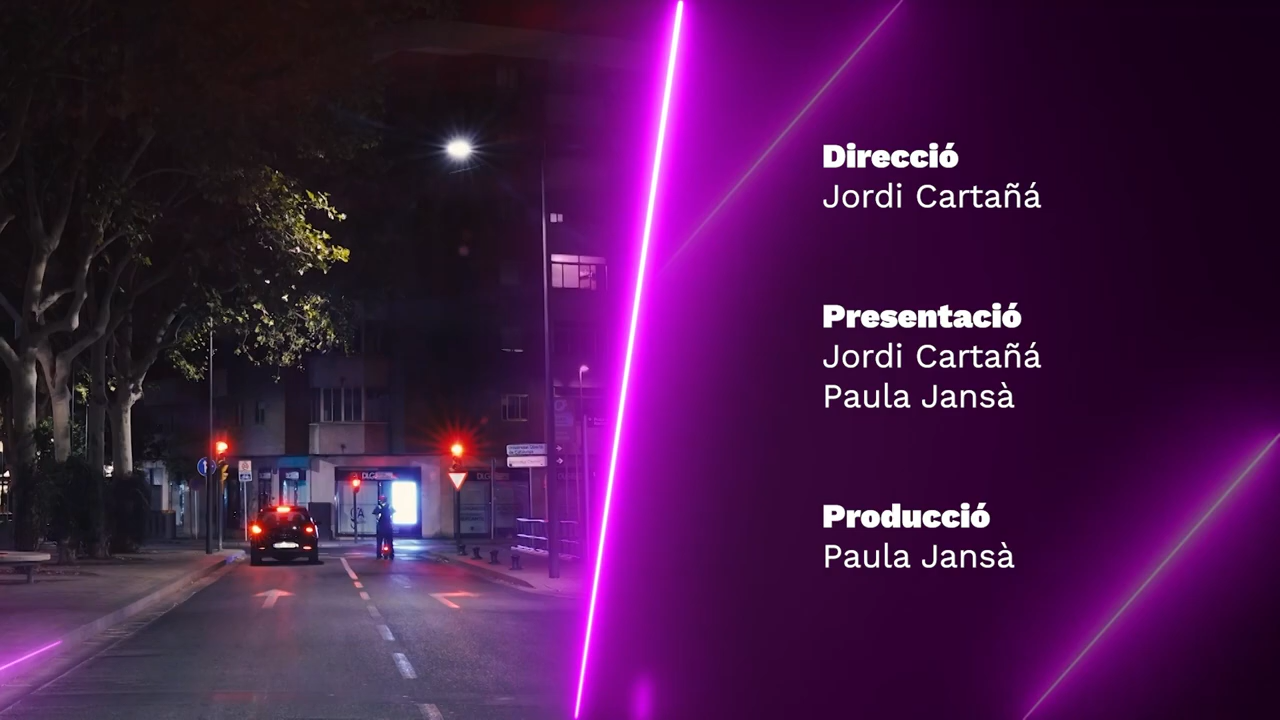 Direcció
Jordi Cartañá
Presentació
Jordi Cartañá
Paula Jansà
Producció
Paula Jansà